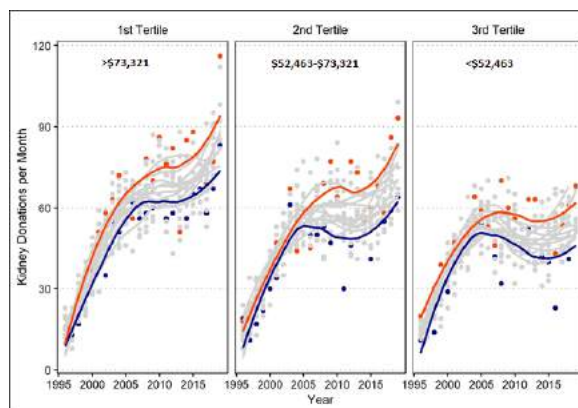 1st Tertile
2nd Tertile
3rd Tertile
>$73,321
$52,463-$73,321
<$52,463
Kidney Donations per Month
120
90
60
30
0
1995 2000 2005 2010 2015
1995 2000 2005 2010 2015
1995 2000 2005 2010 2015
Year